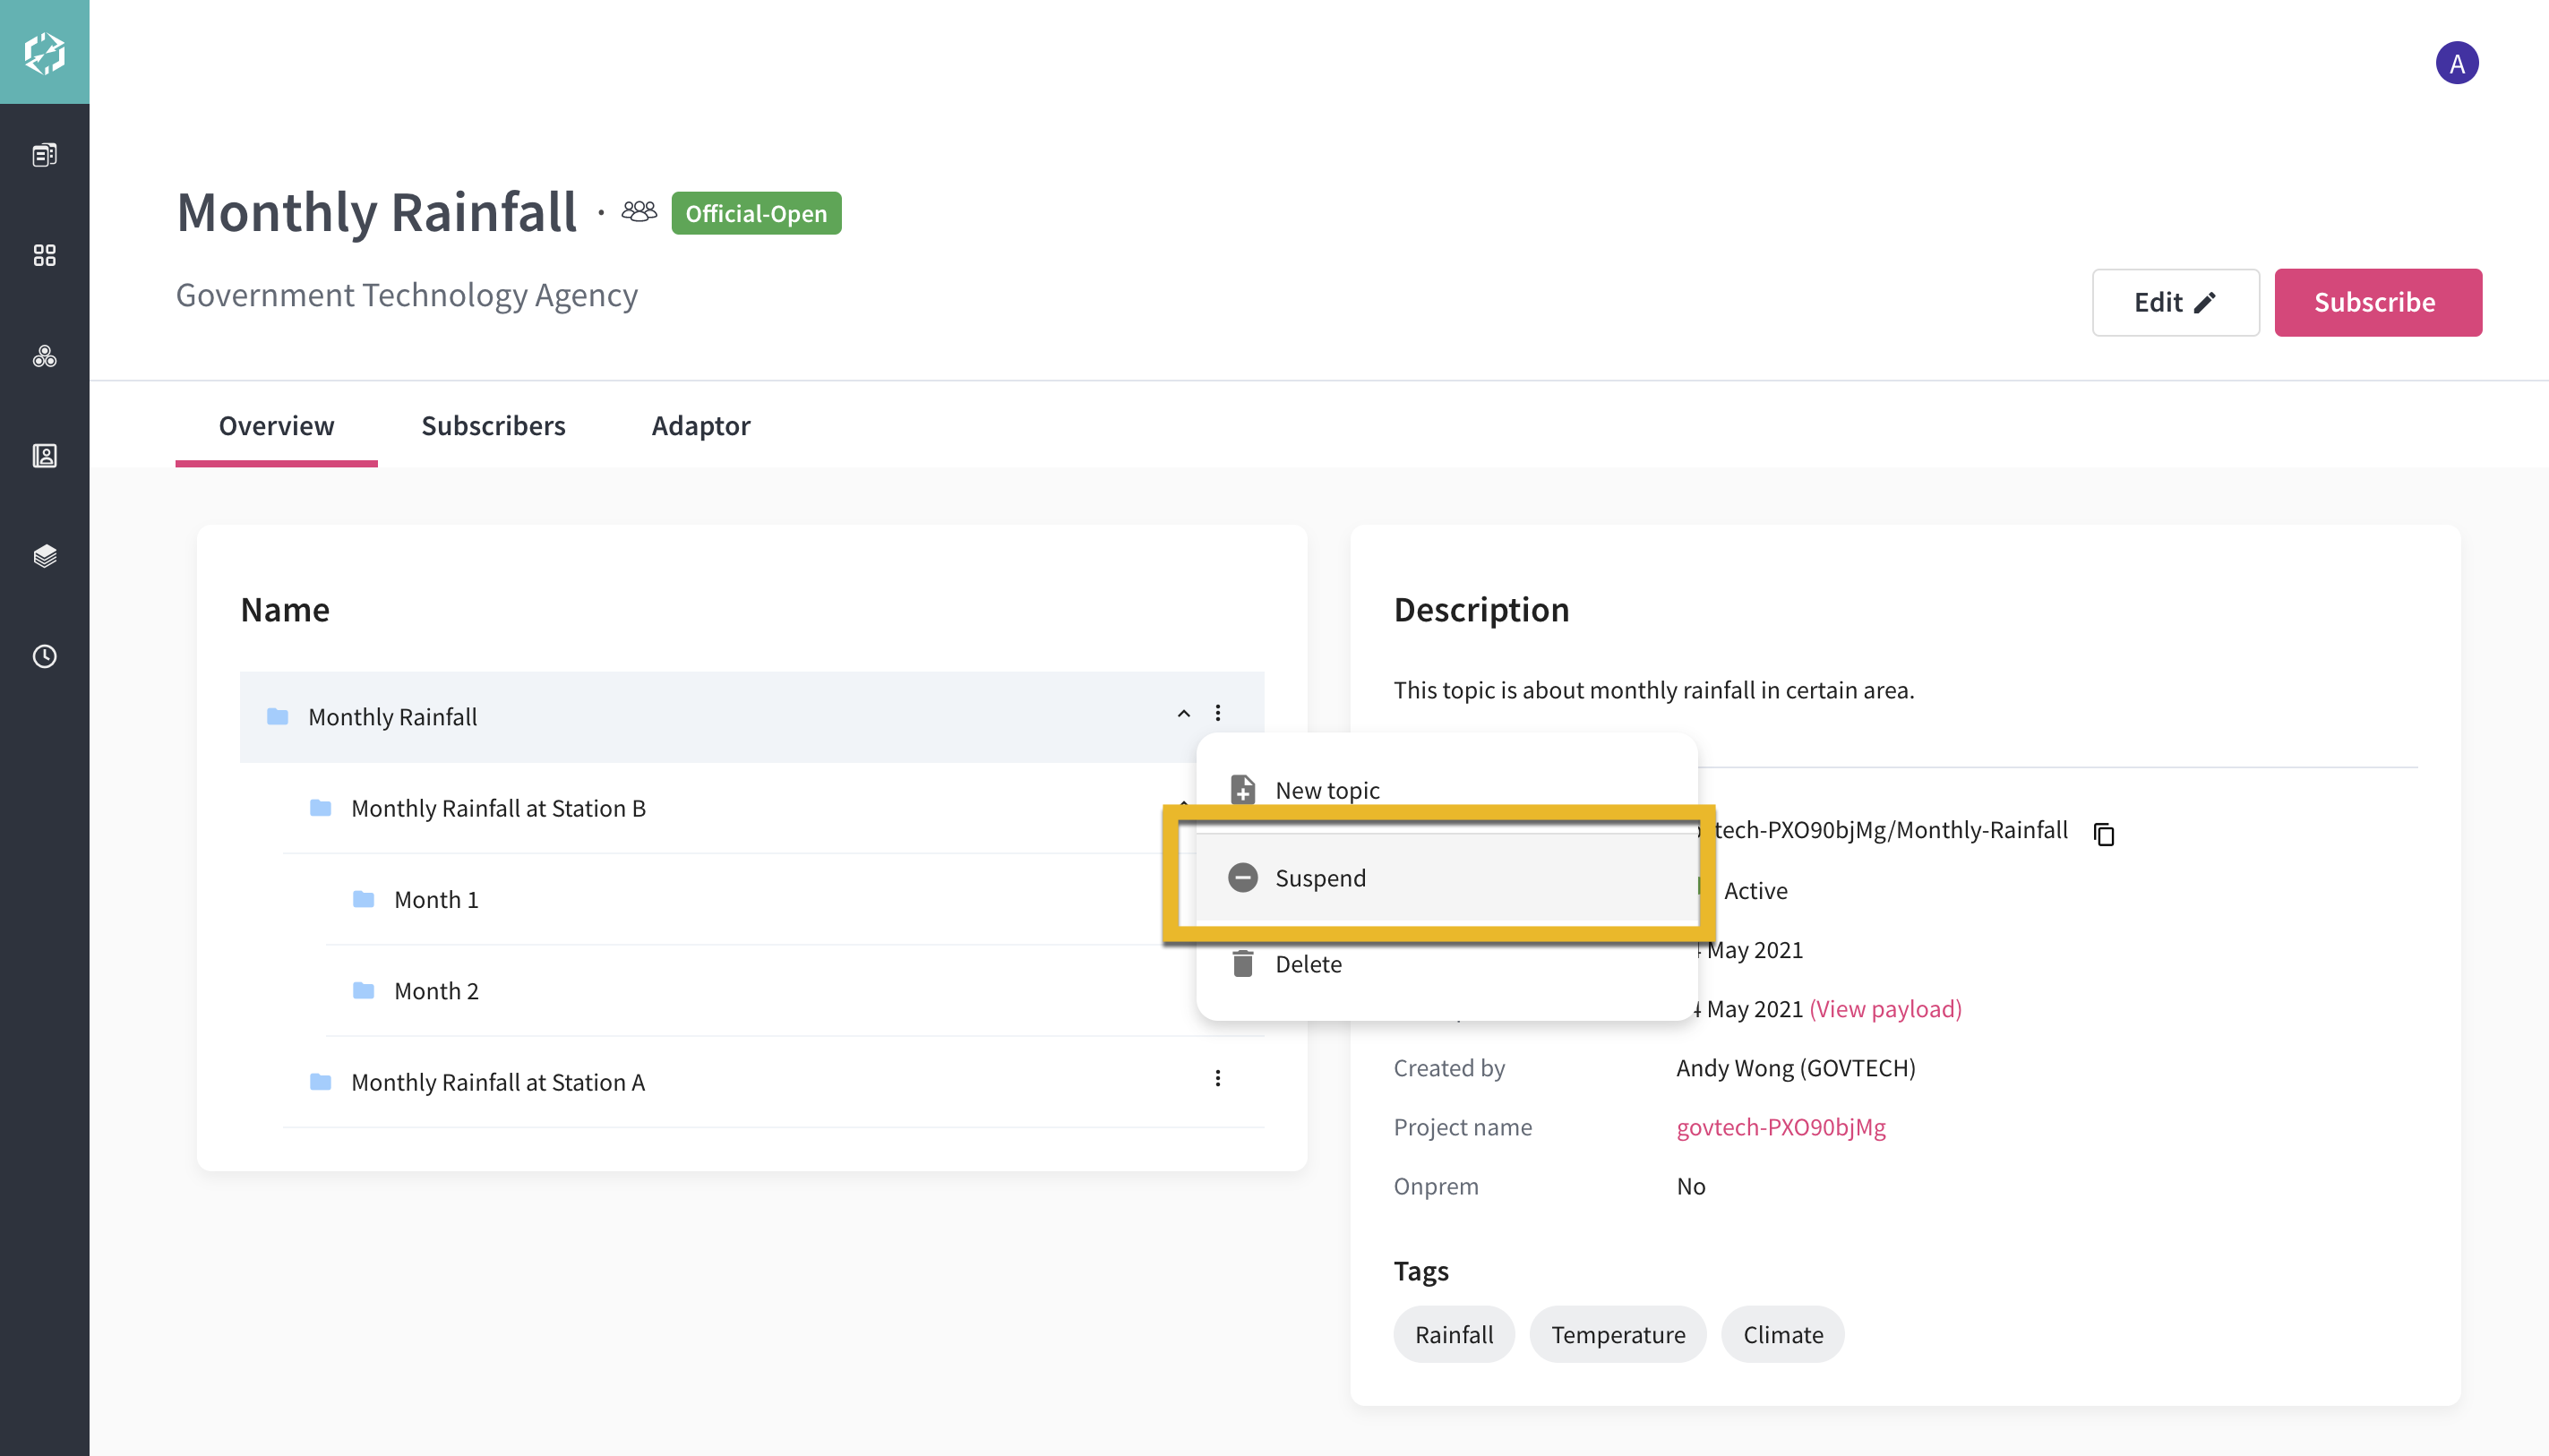 A
Monthly Rainfall · Official-Open
Government Technology Agency
Edit
Subscribe
Overview
Subscribers
Adaptor
Name
Monthly Rainfall
Monthly Rainfall at Station B
Month 1
Month 2
Monthly Rainfall at Station A
New topic
Suspend
Delete
Description
This topic is about monthly rainfall in certain area.
tech-PXO90bjMg/Monthly-Rainfall
Active
May 2021
4 May 2021 (View payload)
Created by Andy Wong (GOVTECH)
Project name govtech-PXO90bjMg
Onprem No
Tags
Rainfall Temperature Climate